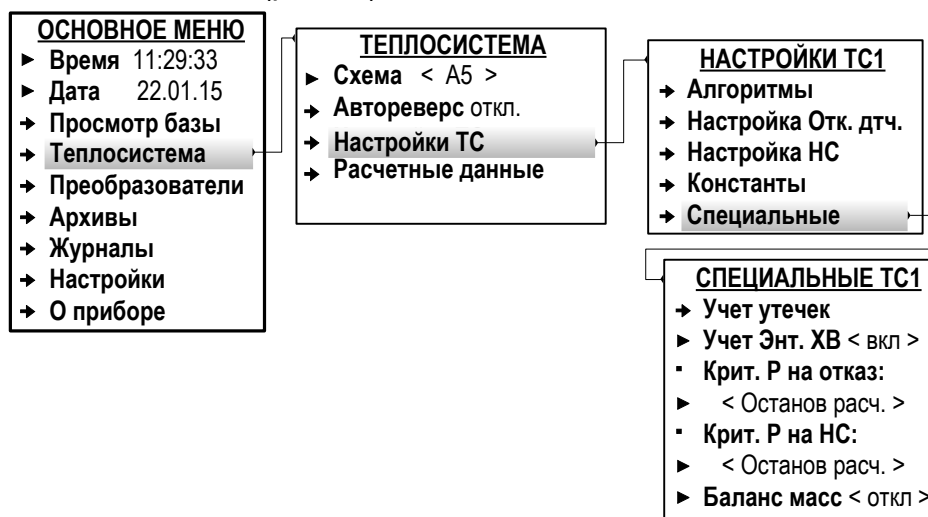 ОСНОВНОЕ МЕНЮ
Время 11:29:33
Дата 22.01.15
Просмотр базы
Теплосистема
Преобразователи
Архивы
Журналы
Настройки
О приборе
ТЕПЛОСИСТЕМА
Схема < А5 >
Автореверс откл.
Настройки ТС
Расчетные данные
НАСТРОЙКИ ТС1
Алгоритмы
Настройка Отк. дтч.
Настройка НС
Константы
Специальные
СПЕЦИАЛЬНЫЕ ТС1
Учет утечек
Учет Энт. ХВ < вкл >
Крит. Р на отказ:
< Останов расч. >
Крит. Р на НС:
< Останов расч. >
Баланс масс < откл >